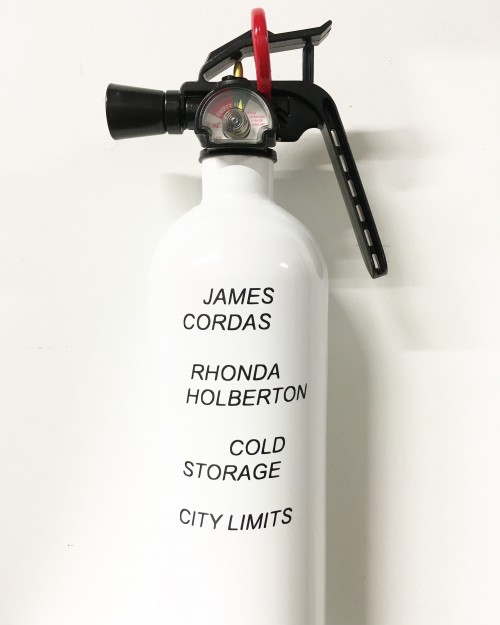 JAMES
CORDAS
RHONDA
HOLBERTON
COLD
STORAGE
CITY LIMITS